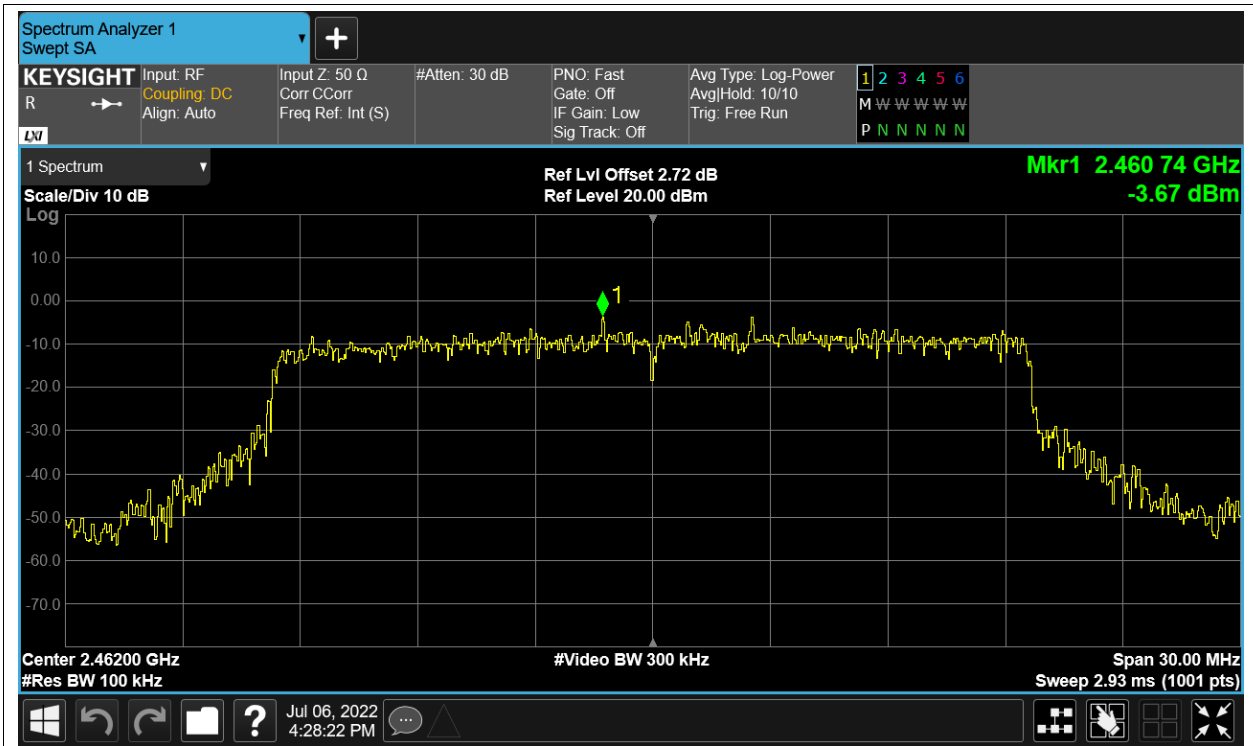 Spectrum Analyzer 1
Swept SA
KEYSIGHT
R
LXI
Input: RF
Coupling: DC
Align: Auto
Input Z: 50 Ω
Corr CCorr
Freq Ref: Int (S)
#Atten: 30 dB
PNO: Fast
Gate: Off
IF Gain: Low
Sig Track: Off
Avg Type: Log-Power
Avg|Hold: 10/10
Trig: Free Run
1 2 3 4 5 6
M W W W W W
P N N N N N
1 Spectrum
Scale/Div 10 dB
Ref Lvl Offset 2.72 dB
Ref Level 20.00 dBm
Mkr1 2.460 74 GHz
-3.67 dBm
Log
10.0
0.00
-10.0
-20.0
-30.0
-40.0
-50.0
-60.0
-70.0
1
Center 2.46200 GHz
#Res BW 100 kHz
#Video BW 300 kHz
Span 30.00 MHz
Sweep 2.93 ms (1001 pts)
?
Jul 06, 2022
4:28:22 PM